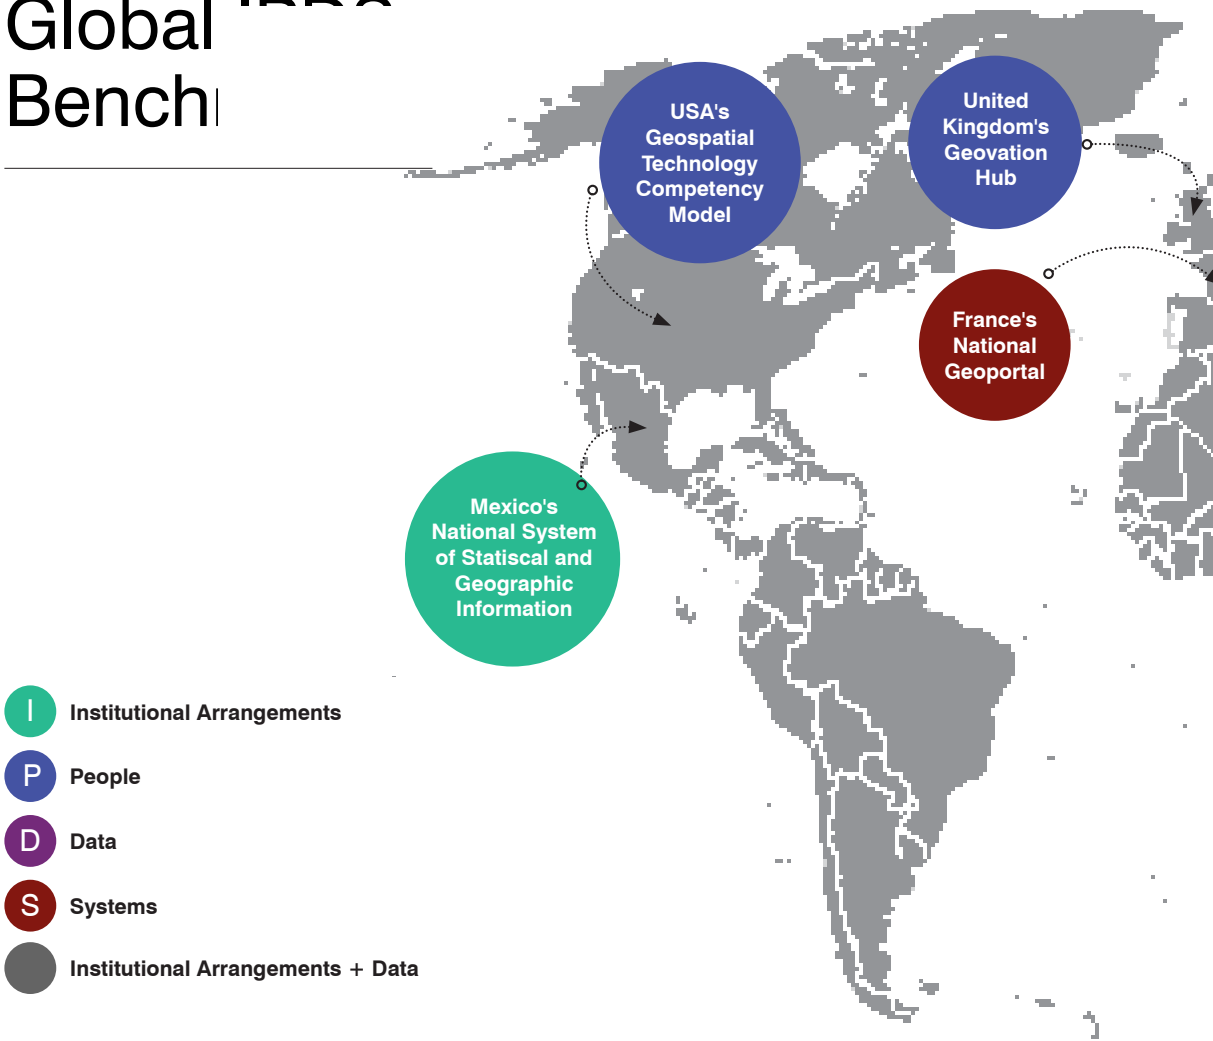 Global
USA's
Geospatial
Technology
Competency
Model
United
Kingdom's
Geovation
Hub
France's
National
Geoportal
Mexico's
National System
of Statiscal and
Geographic
Information
I Institutional Arrangements
P People
D Data
S Systems
Institutional Arrangements + Data